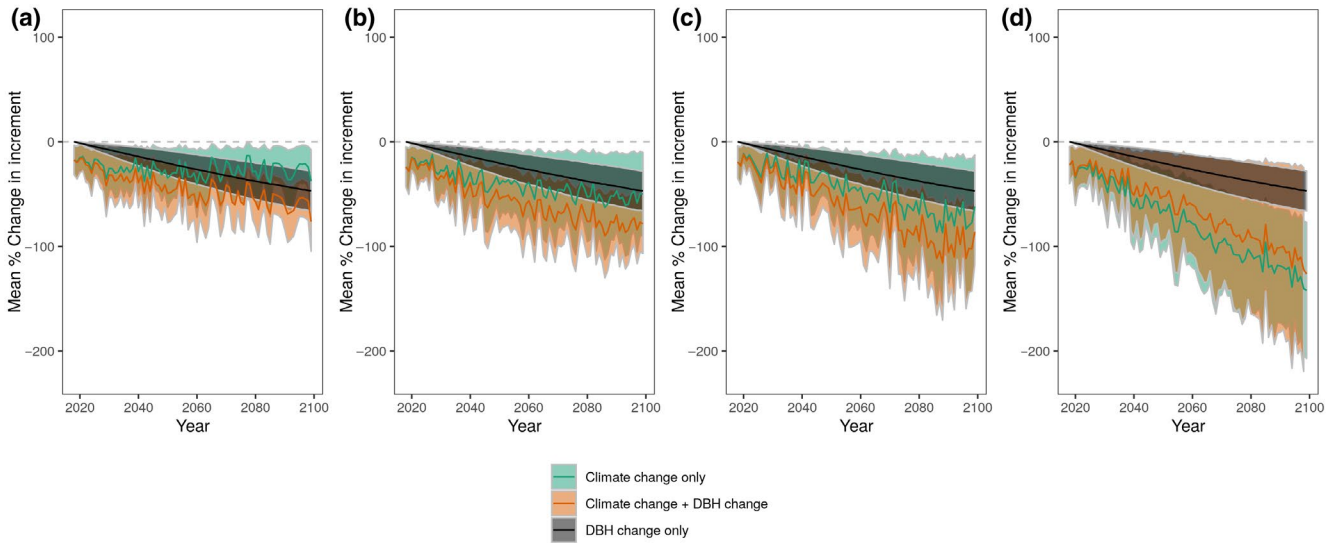 (a)
Mean % Change in increment
100
0
−100
−200
2020 2040 2060 2080 2100
Year
(b)
Mean % Change in increment
100
0
−100
−200
2020 2040 2060 2080 2100
Year
(c)
Mean % Change in increment
100
0
−100
−200
2020 2040 2060 2080 2100
Year
(d)
Mean % Change in increment
100
0
−100
−200
2020 2040 2060 2080 2100
Year
Climate change only
Climate change + DBH change
DBH change only